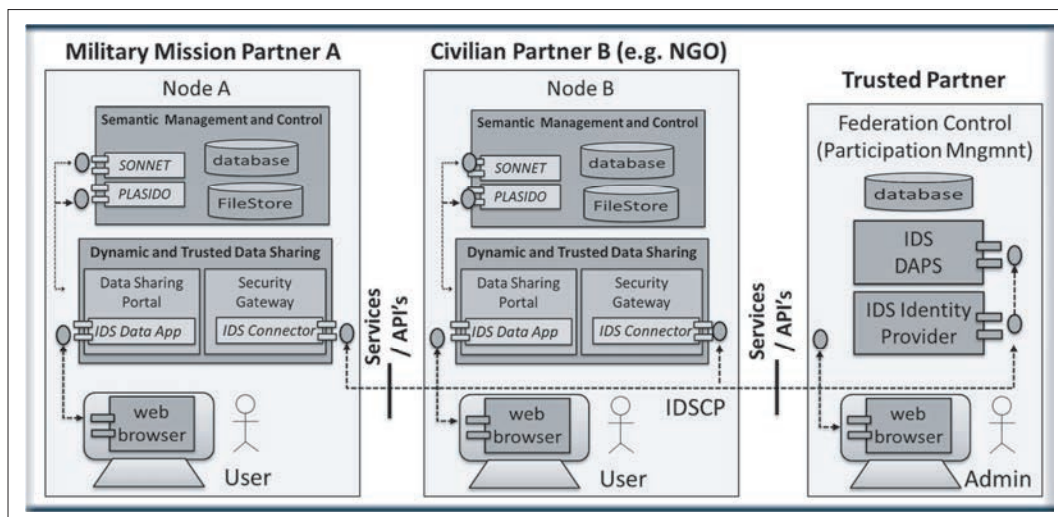 Military Mission Partner A
Node A
Semantic Management and Control
SONNET
database
PLASIDO
FileStore
Dynamic and Trusted Data Sharing
Data Sharing
Portal
Security
Gateway
IDS Data App
IDS Connector
web
browser
User
Services
/ API's
Civilian Partner B (e.g. NGO)
Node B
Semantic Management and Control
SONNET
database
PLASIDO
FileStore
Dynamic and Trusted Data Sharing
Data Sharing
Portal
Security
Gateway
IDS Data App
IDS Connector
IDSCP
web
browser
User
Services
/ API's
Trusted Partner
Federation Control
(Participation Mngmnt)
database
IDS
DAPS
IDS Identity
Provider
web
browser
Admin